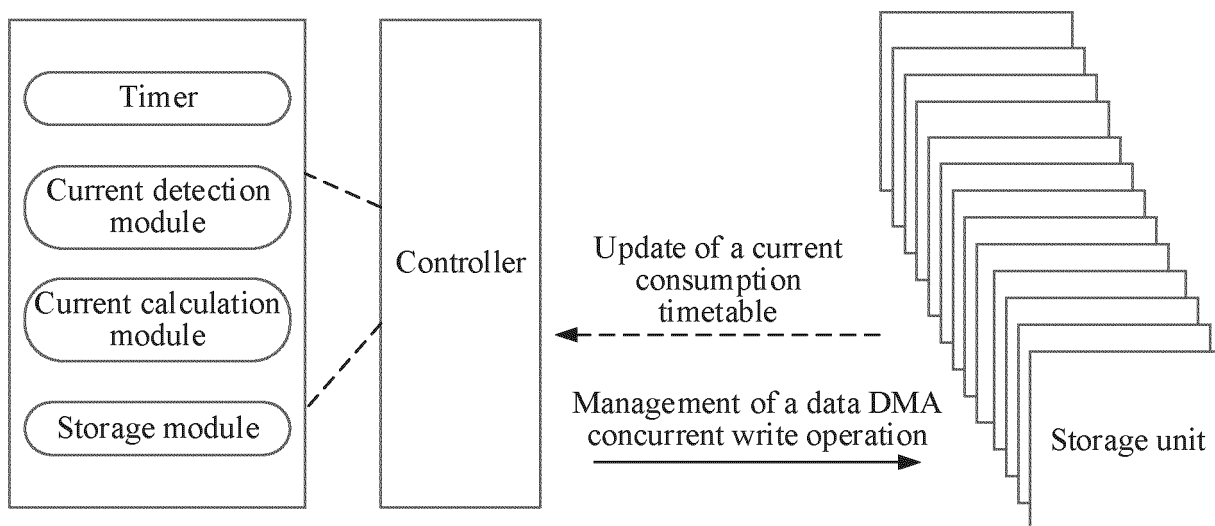 Timer
Current detection
module
Current calculation
module
Storage module
Controller
Update of a current
consumption
timetable
Management of a data DMA
concurrent write operation
Storage unit